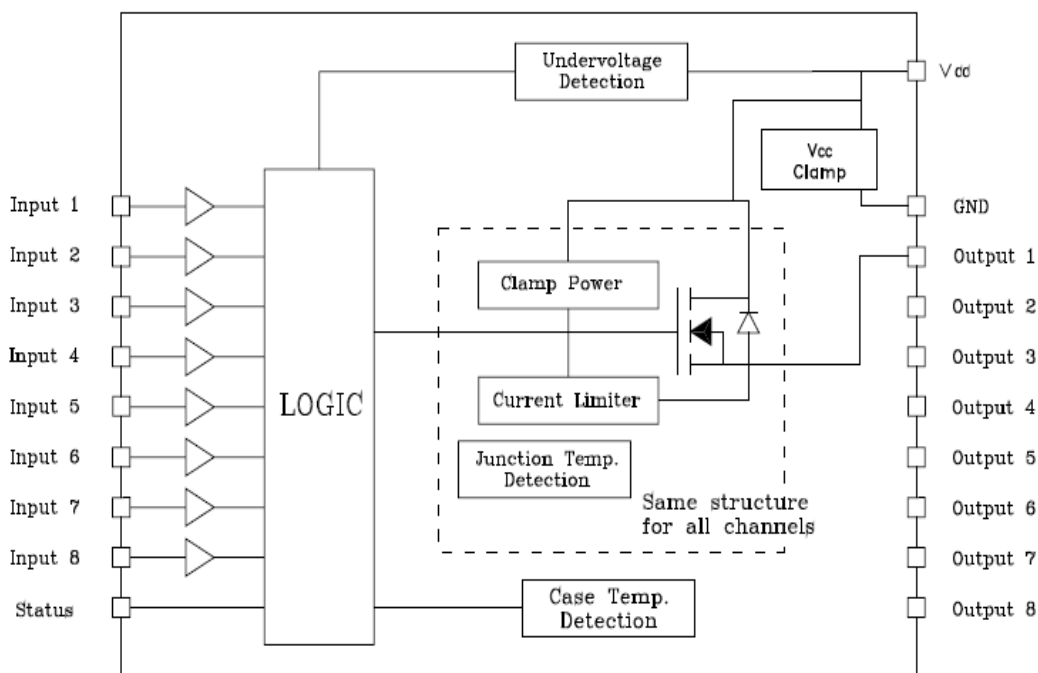 Undervoltage
Detection
Vcc
Vcc
Clamp
Input 1
GND
Input 2
Output 1
Clamp Power
Input 3
Output 2
Input 4
Output 3
LOGIC
Current Limiter
Input 5
Output 4
Junction Temp.
Detection
Input 6
Output 5
Same structure
for all channels
Input 7
Output 6
Input 8
Output 7
Case Temp.
Detection
Status
Output 8